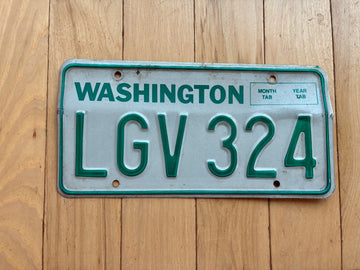 WASHINGTON
MONTH TAB
YEAR TAB
LGV 324